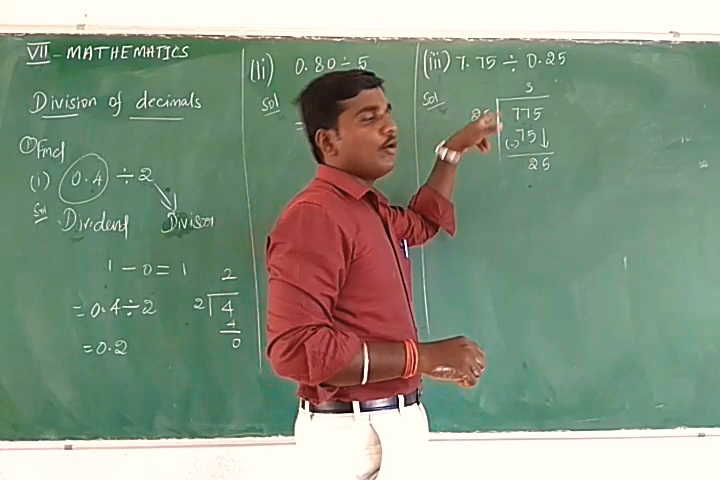 VII - MATHEMATICS
Division of decimals
① Find
(i) 0.4 ÷ 2
Sol
Dividend Divisor
1 - 0 = 1
= 0.4 ÷ 2
= 0.2
2
2 4
4
0
(ii) 0.80 ÷ 5
Sol
=
(iii) 7.75 ÷ 0.25
Sol
3
25 775
(-) 75↓
25